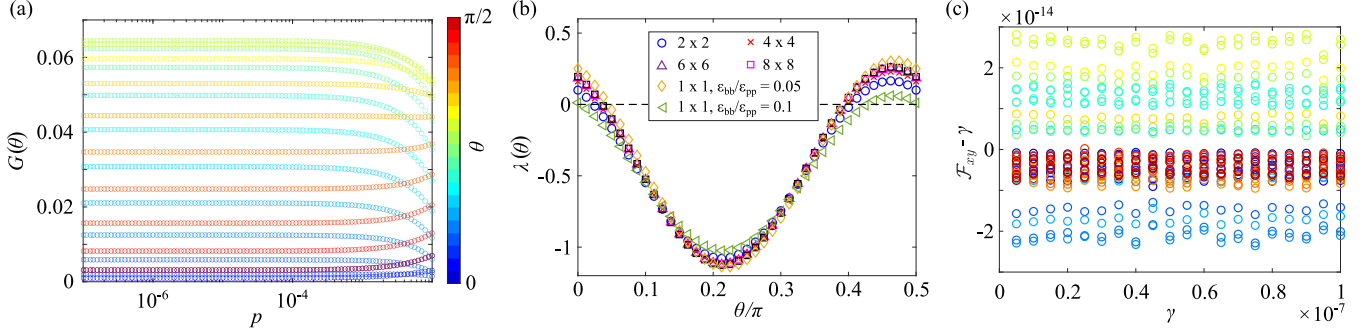 (a)
G(θ)
0.06
0.04
0.02
0
10⁻⁶
10⁻⁴
p
π/2
θ
0
(b)
λ(θ)
0.5
0
-0.5
-1
0
0.1
0.2
0.3
0.4
0.5
θ/π
2 x 2
4 x 4
6 x 6
8 x 8
1 x 1, ε_bb/ε_pp = 0.05
1 x 1, ε_bb/ε_pp = 0.1
(c)
×10⁻¹⁴
ℱ_xy - γ
2
0
-2
0
0.2
0.4
0.6
0.8
1
γ
×10⁻⁷